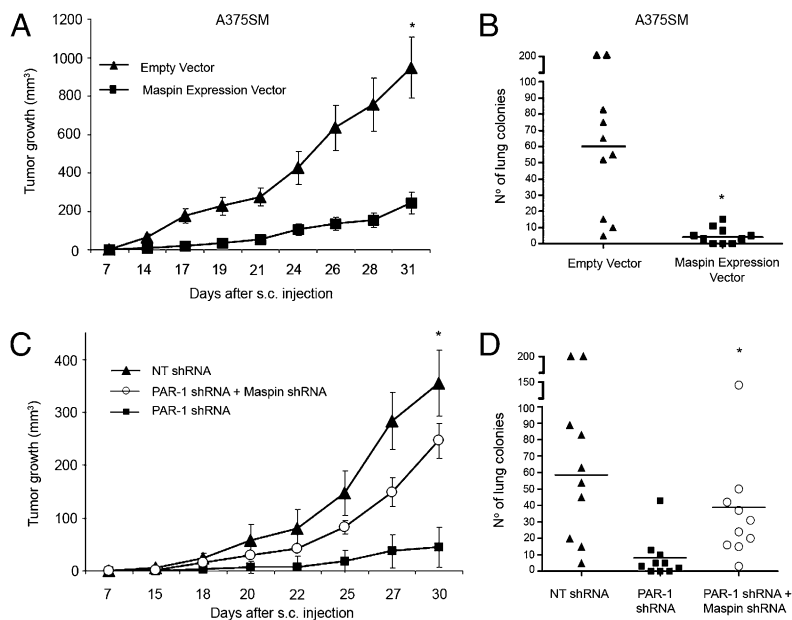 A
A375SM
Tumor growth (mm³)
1200
1000
800
600
400
200
0
*
Empty Vector
Maspin Expression Vector
7 14 17 19 21 24 26 28 31
Days after s.c. injection
B
A375SM
Nº of lung colonies
200
100
90
80
70
60
50
40
30
20
10
0
*
Empty Vector
Maspin Expression
Vector
C
Tumor growth (mm³)
400
300
200
100
0
*
NT shRNA
PAR-1 shRNA + Maspin shRNA
PAR-1 shRNA
7 15 18 20 22 25 27 30
Days after s.c. injection
D
Nº of lung colonies
200
150
100
90
80
70
60
50
40
30
20
10
0
*
NT shRNA
PAR-1
shRNA
PAR-1 shRNA +
Maspin shRNA